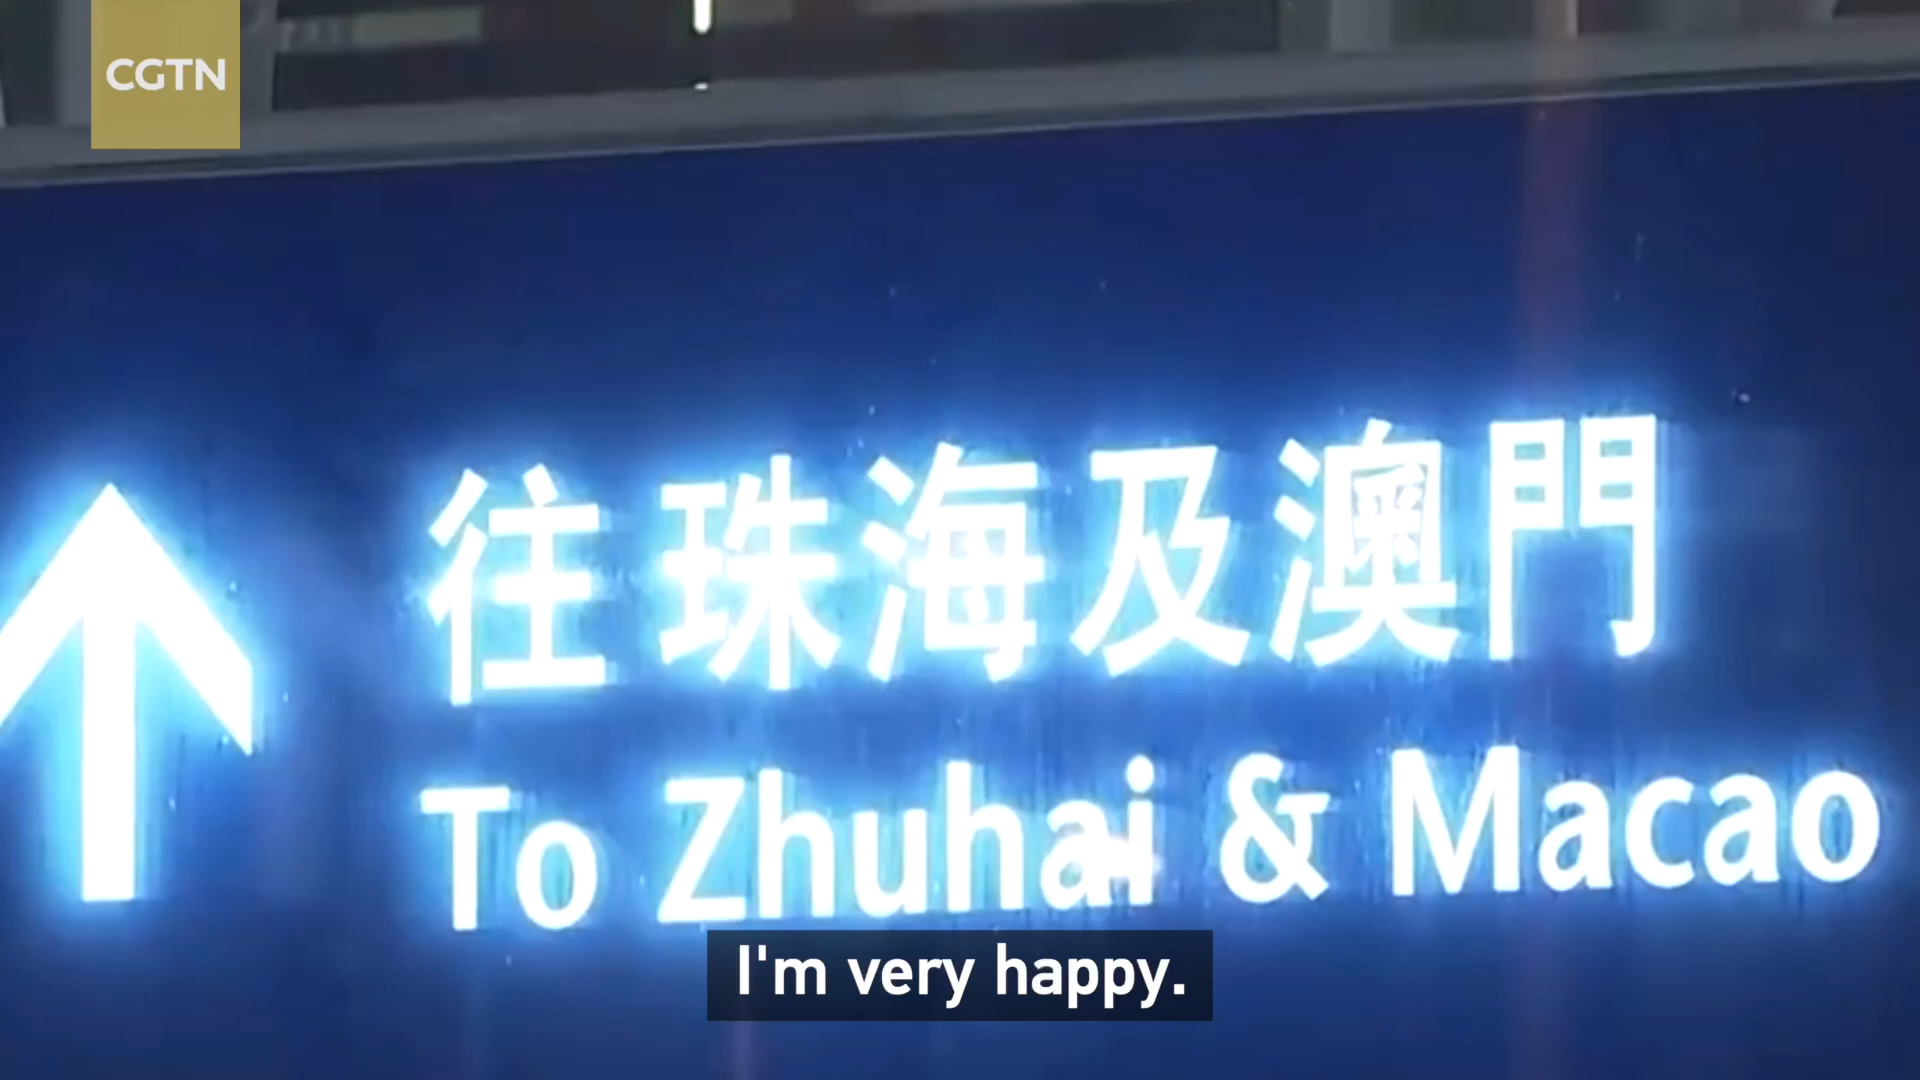 CGTN
往珠海及澳門
To Zhuhai & Macao
I'm very happy.